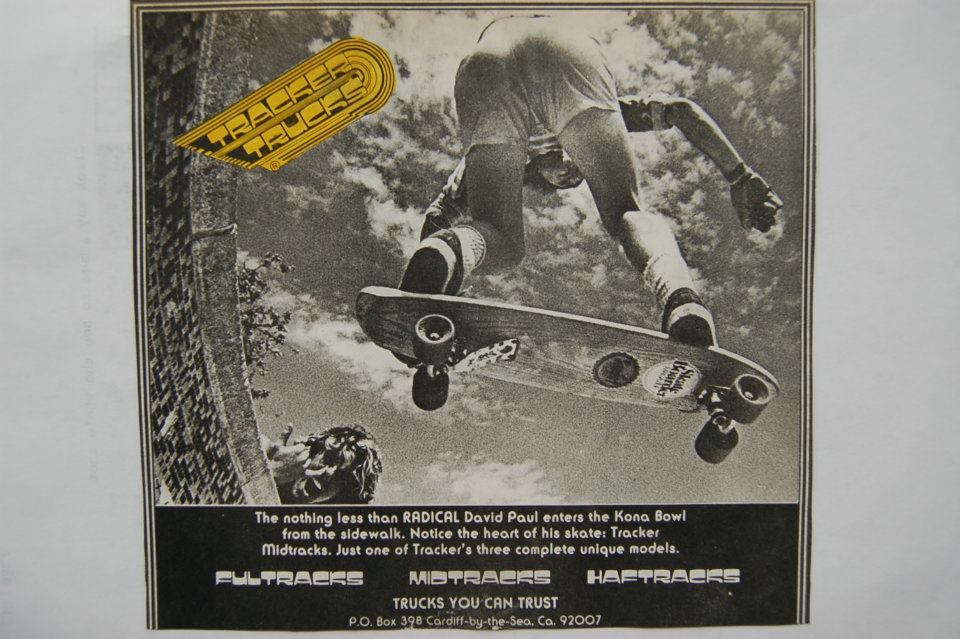 TRACKER
TRUCKS
®
The nothing less than RADICAL David Paul enters the Kona Bowl
from the sidewalk. Notice the heart of his skate: Tracker
Midtracks. Just one of Tracker's three complete unique models.
FULTRACKS MIDTRACKS HAFTRACKS
TRUCKS YOU CAN TRUST
P.O. Box 398 Cardiff-by-the-Sea, Ca. 92007